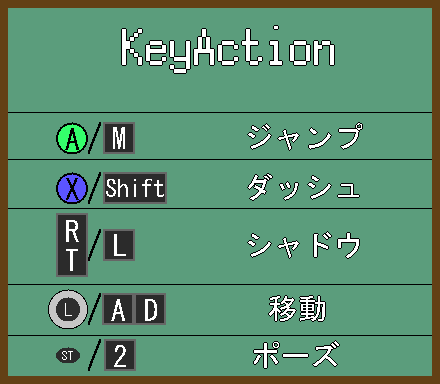 KeyAction
A/M ジャンプ
X/Shift ダッシュ
RT/L シャドウ
L/A D 移動
ST/2 ポーズ